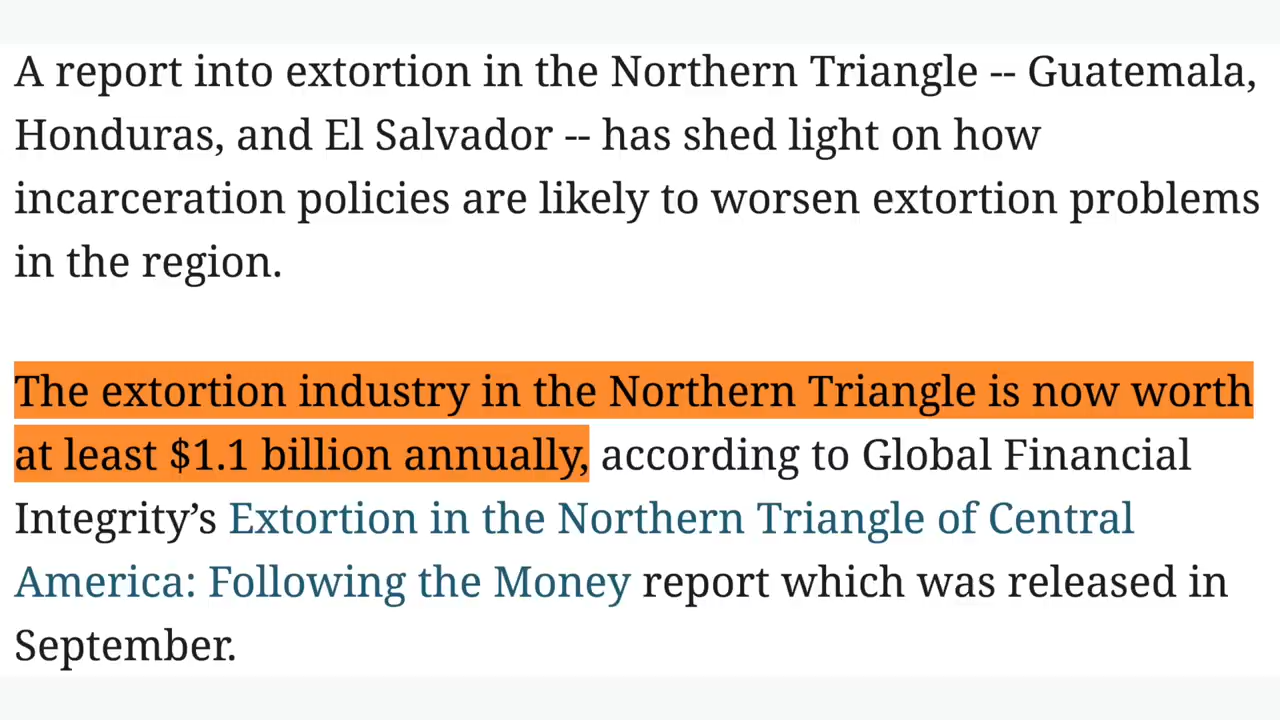 A report into extortion in the Northern Triangle -- Guatemala,
Honduras, and El Salvador -- has shed light on how
incarceration policies are likely to worsen extortion problems
in the region.
The extortion industry in the Northern Triangle is now worth
at least $1.1 billion annually, according to Global Financial
Integrity’s Extortion in the Northern Triangle of Central
America: Following the Money report which was released in
September.